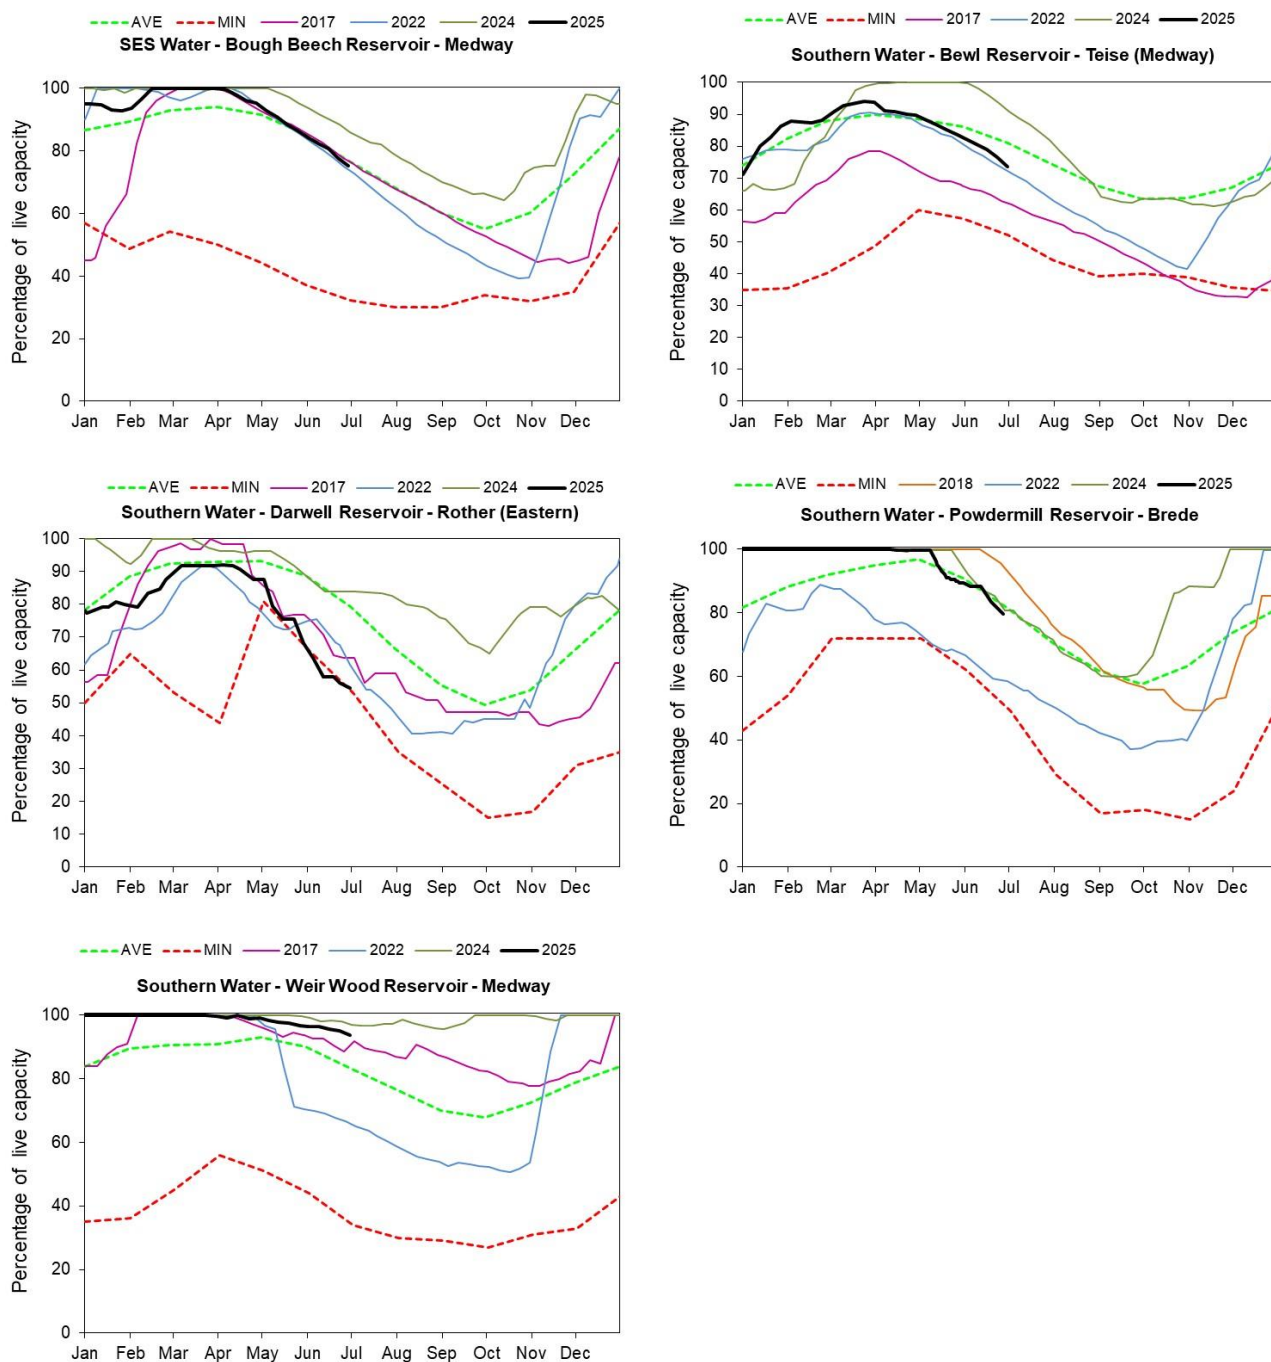 AVE MIN 2017 2022 2024 2025
SES Water - Bough Beech Reservoir - Medway
Percentage of live capacity
100
80
60
40
20
0
Jan Feb Mar Apr May Jun Jul Aug Sep Oct Nov Dec
AVE MIN 2017 2022 2024 2025
Southern Water - Bewl Reservoir - Teise (Medway)
Percentage of live capacity
100
90
80
70
60
50
40
30
20
10
0
Jan Feb Mar Apr May Jun Jul Aug Sep Oct Nov Dec
AVE MIN 2017 2022 2024 2025
Southern Water - Darwell Reservoir - Rother (Eastern)
Percentage of live capacity
100
90
80
70
60
50
40
30
20
10
0
Jan Feb Mar Apr May Jun Jul Aug Sep Oct Nov Dec
AVE MIN 2018 2022 2024 2025
Southern Water - Powdermill Reservoir - Brede
Percentage of live capacity
100
80
60
40
20
0
Jan Feb Mar Apr May Jun Jul Aug Sep Oct Nov Dec
AVE MIN 2017 2022 2024 2025
Southern Water - Weir Wood Reservoir - Medway
Percentage of live capacity
100
80
60
40
20
0
Jan Feb Mar Apr May Jun Jul Aug Sep Oct Nov Dec